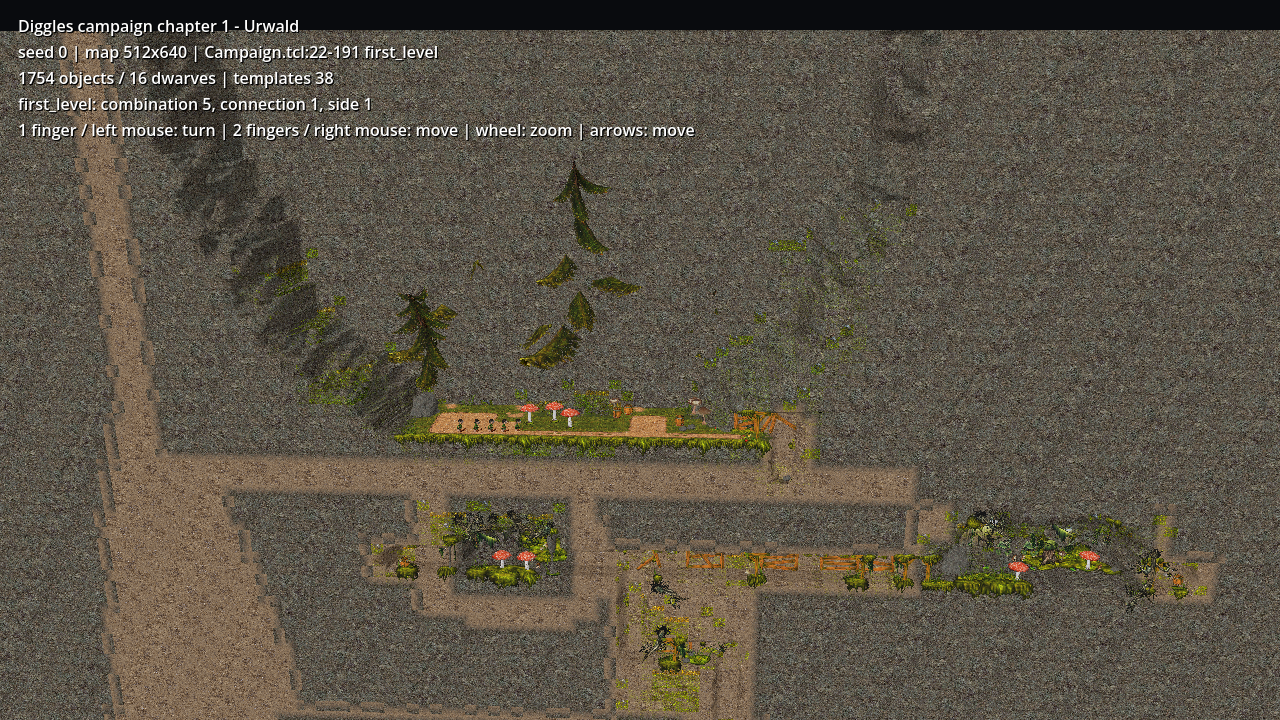 Diggles campaign chapter 1 - Urwald
seed 0 | map 512x640 | Campaign.tcl:22-191 first_level
1754 objects / 16 dwarves | templates 38
first_level: combination 5, connection 1, side 1
1 finger / left mouse: turn | 2 fingers / right mouse: move | wheel: zoom | arrows: move